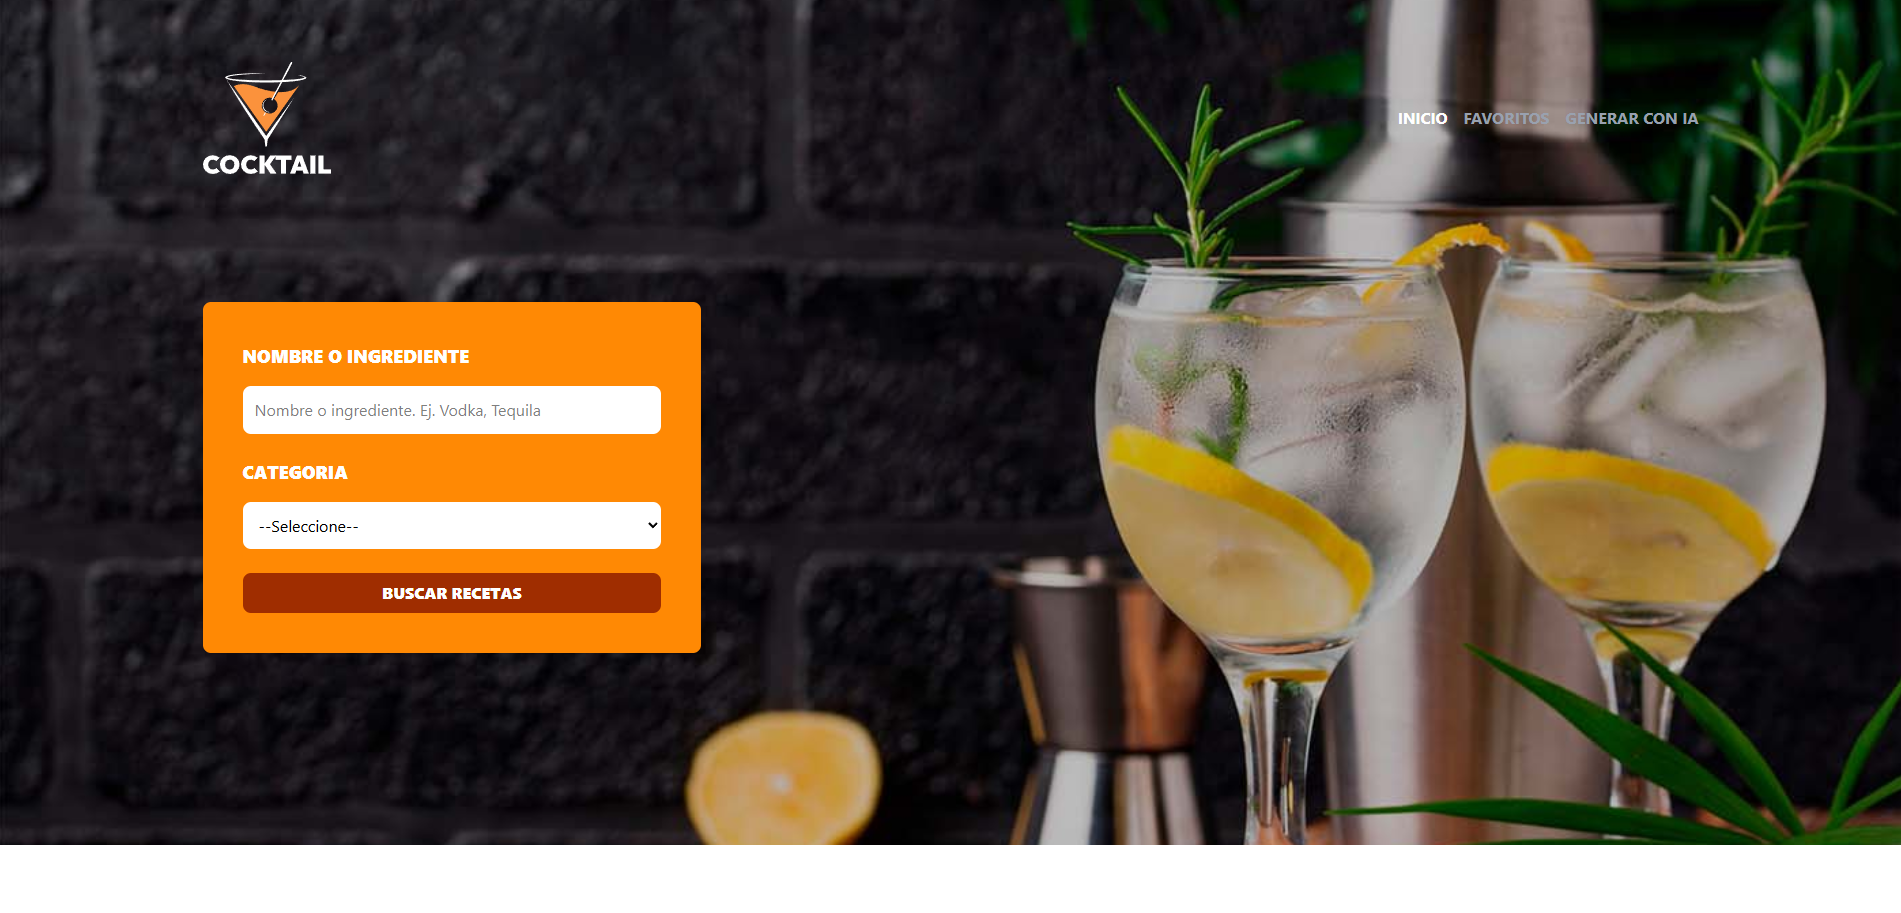 COCKTAIL
INICIO FAVORITOS GENERAR CON IA
NOMBRE O INGREDIENTE
Nombre o ingrediente. Ej. Vodka, Tequila
CATEGORIA
--Seleccione--
BUSCAR RECETAS